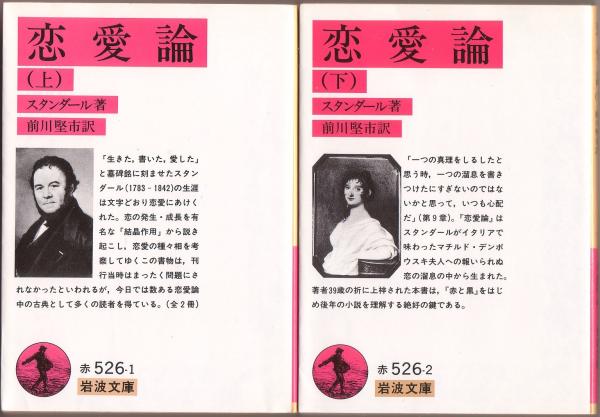 恋愛論
(上)
スタンダール著
前川堅市訳
「生きた,書いた,愛した」
と墓碑銘に刻ませたスタン
ダール(1783-1842)の生涯
は文字どおり恋愛にあけく
れた。恋の発生・成長を有
名な『結晶作用』から説き
起こし,恋愛の種々相を考
察してゆくこの書物は,刊
行当時はまったく問題にさ
れなかったといわれるが,今日では数ある恋愛論
中の古典として多くの読者を得ている。(全2冊)
赤 526-1
岩波文庫
恋愛論
(下)
スタンダール著
前川堅市訳
「一つの真理をしるしたと
思う時,一つの溜息を書き
つけたにすぎないのではな
いかと思って,いつも心配
だ」(第9章)。『恋愛論』は
スタンダールがイタリアで
味わったマチルド・デンボ
ウスキ夫人への報いられぬ
恋の溜息の中から生まれた。
著者39歳の折に上梓された本書は,『赤と黒』をはじ
め後年の小説を理解する絶好の鍵である。
赤 526-2
岩波文庫